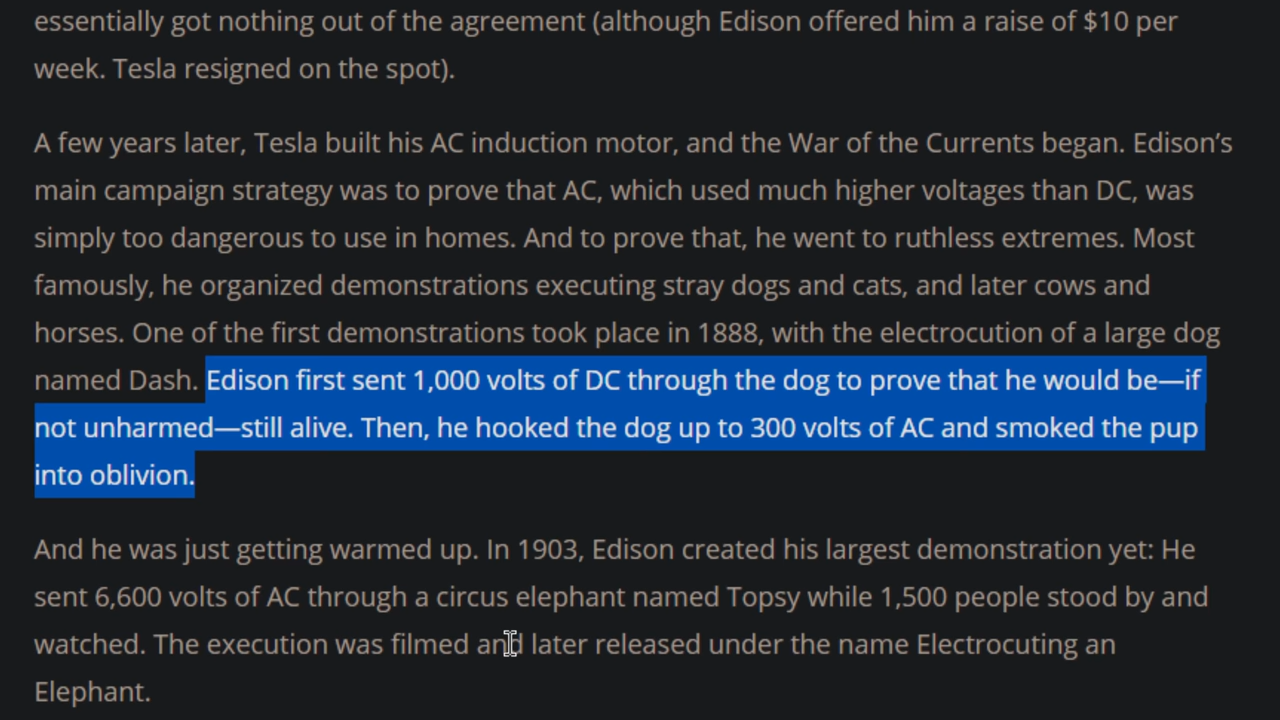 essentially got nothing out of the agreement (although Edison offered him a raise of $10 per
week. Tesla resigned on the spot).
A few years later, Tesla built his AC induction motor, and the War of the Currents began. Edison’s
main campaign strategy was to prove that AC, which used much higher voltages than DC, was
simply too dangerous to use in homes. And to prove that, he went to ruthless extremes. Most
famously, he organized demonstrations executing stray dogs and cats, and later cows and
horses. One of the first demonstrations took place in 1888, with the electrocution of a large dog
named Dash. Edison first sent 1,000 volts of DC through the dog to prove that he would be—if
not unharmed—still alive. Then, he hooked the dog up to 300 volts of AC and smoked the pup
into oblivion.
And he was just getting warmed up. In 1903, Edison created his largest demonstration yet: He
sent 6,600 volts of AC through a circus elephant named Topsy while 1,500 people stood by and
watched. The execution was filmed and later released under the name Electrocuting an
Elephant.